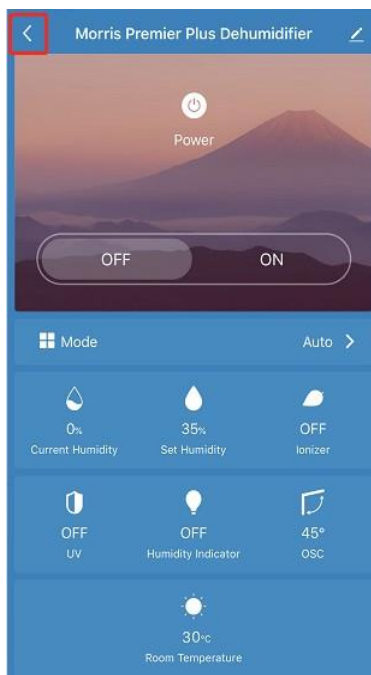 Morris Premier Plus Dehumidifier
Power
OFF ON
Mode Auto
0% 35% OFF
Current Humidity Set Humidity Ionizer
OFF OFF 45°
UV Humidity Indicator OSC
30°c
Room Temperature